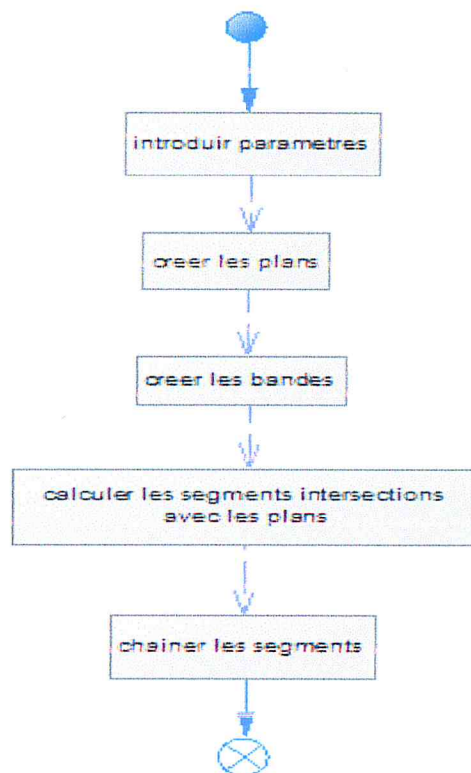 introduir parametres
creer les plans
creer les bandes
calculer les segments intersections
avec les plans
chainer les segments